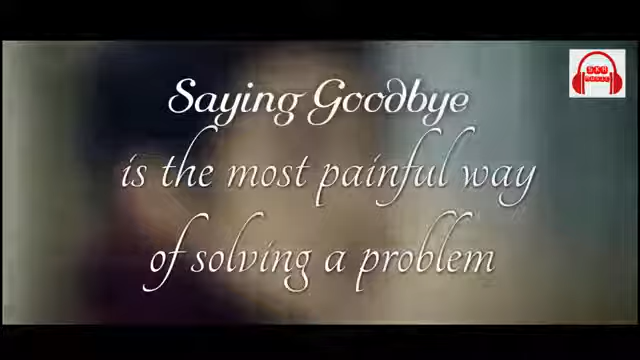 Saying Goodbye
is the most painful way
of solving a problem